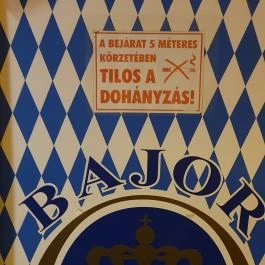 A BEJÁRAT 5 MÉTERES
KÖRZETÉBEN
TILOS A
DOHÁNYZÁS!
BAJOR